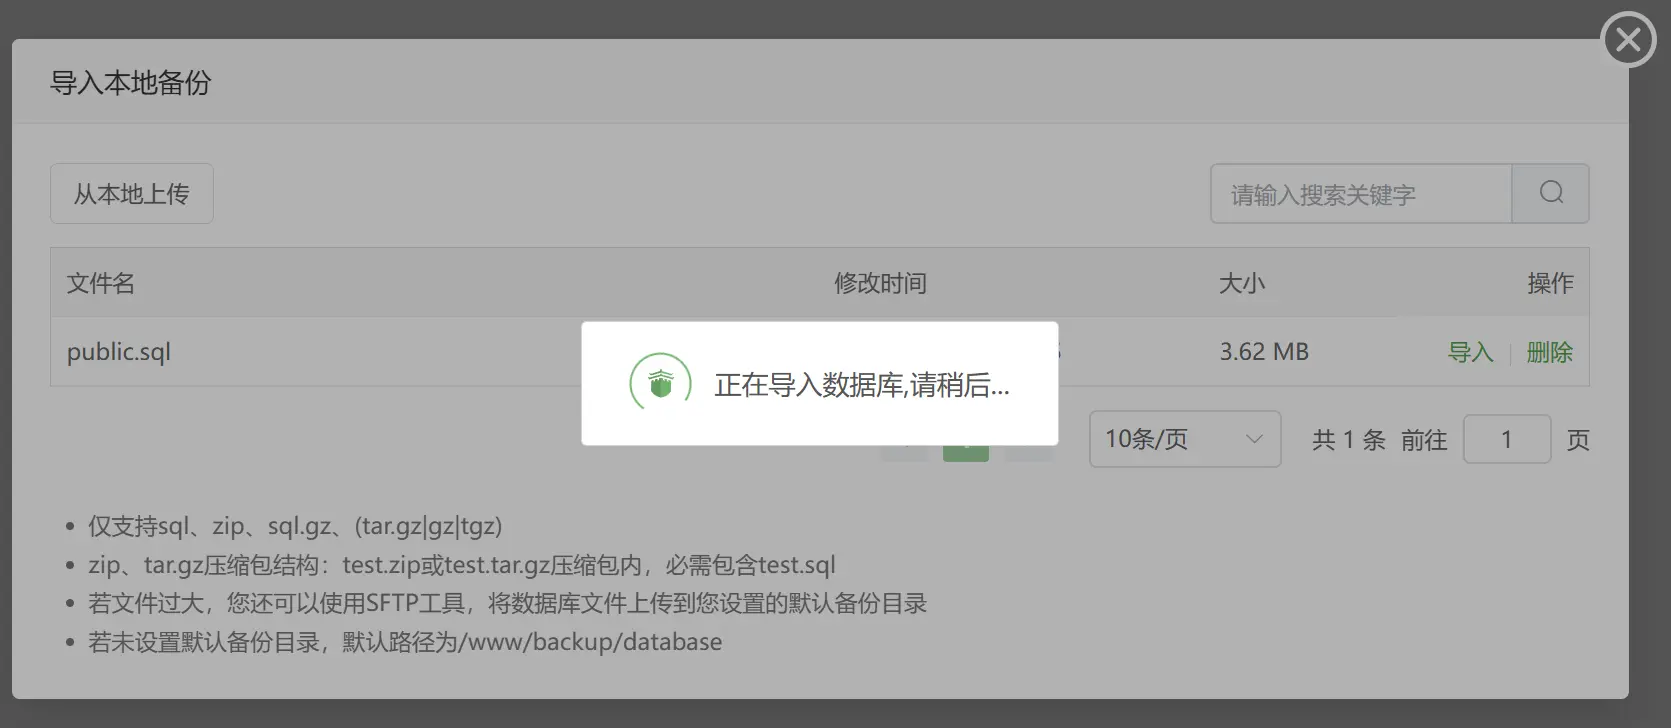 导入本地备份
从本地上传
请输入搜索关键字
文件名 修改时间 大小 操作
public.sql 3.62 MB 导入 删除
正在导入数据库,请稍后...
10条/页 共 1 条 前往 1 页
仅支持sql、zip、sql.gz、(tar.gz|gz|tgz)
zip、tar.gz压缩包结构：test.zip或test.tar.gz压缩包内，必需包含test.sql
若文件过大，您还可以使用SFTP工具，将数据库文件上传到您设置的默认备份目录
若未设置默认备份目录，默认路径为/www/backup/database